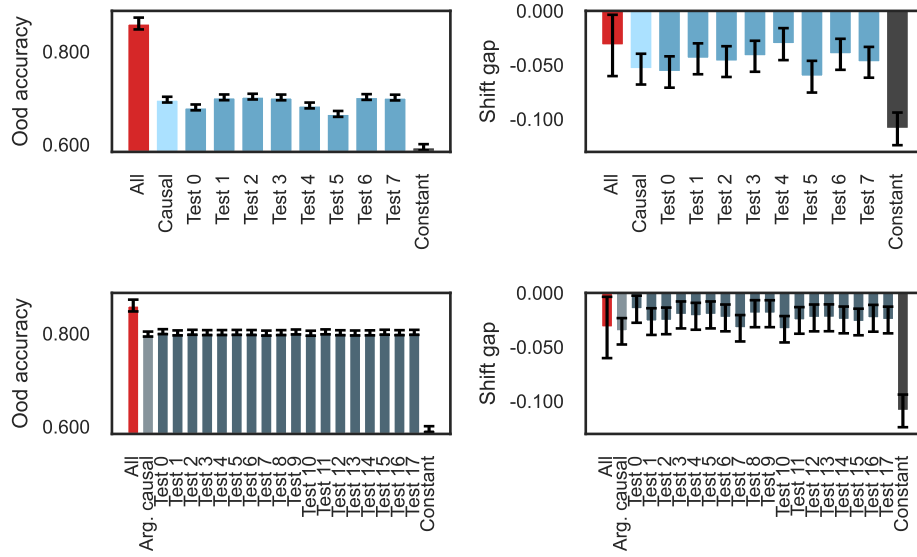 Ood accuracy
0.800
0.600
All
Causal
Test 0
Test 1
Test 2
Test 3
Test 4
Test 5
Test 6
Test 7
Constant
Shift gap
0.000
-0.050
-0.100
All
Causal
Test 0
Test 1
Test 2
Test 3
Test 4
Test 5
Test 6
Test 7
Constant
Ood accuracy
0.800
0.600
All
Arg. causal
Test 0
Test 1
Test 2
Test 3
Test 4
Test 5
Test 6
Test 7
Test 8
Test 9
Test 10
Test 11
Test 12
Test 13
Test 14
Test 15
Test 16
Test 17
Constant
Shift gap
0.000
-0.050
-0.100
All
Arg. causal
Test 0
Test 1
Test 2
Test 3
Test 4
Test 5
Test 6
Test 7
Test 8
Test 9
Test 10
Test 11
Test 12
Test 13
Test 14
Test 15
Test 16
Test 17
Constant